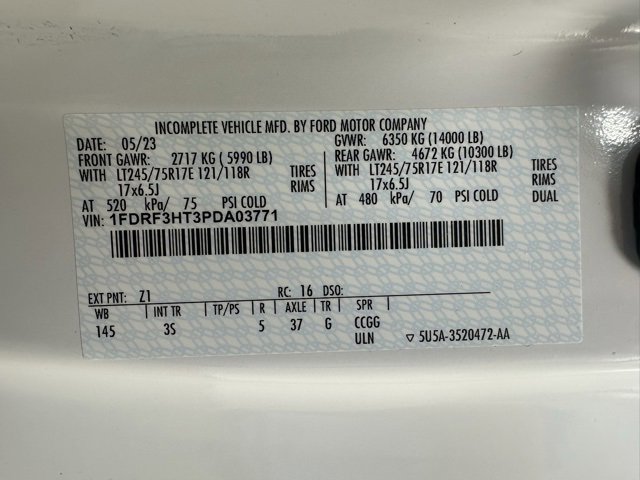 INCOMPLETE VEHICLE MFD. BY FORD MOTOR COMPANY
DATE: 05/23 GVWR: 6350 KG (14000 LB)
FRONT GAWR: 2717 KG ( 5990 LB) REAR GAWR: 4672 KG (10300 LB)
WITH LT245/75R17E 121/118R TIRES WITH LT245/75R17E 121/118R TIRES
17x6.5J RIMS 17x6.5J RIMS
AT 520 kPa/ 75 PSI COLD AT 480 kPa/ 70 PSI COLD DUAL
VIN: 1FDRF3HT3PDA03771
EXT PNT: Z1 RC: 16 DSO:
WB INT TR TP/PS R AXLE TR SPR
145 3S 5 37 G CCGG
ULN ▽ 5U5A-3520472-AA